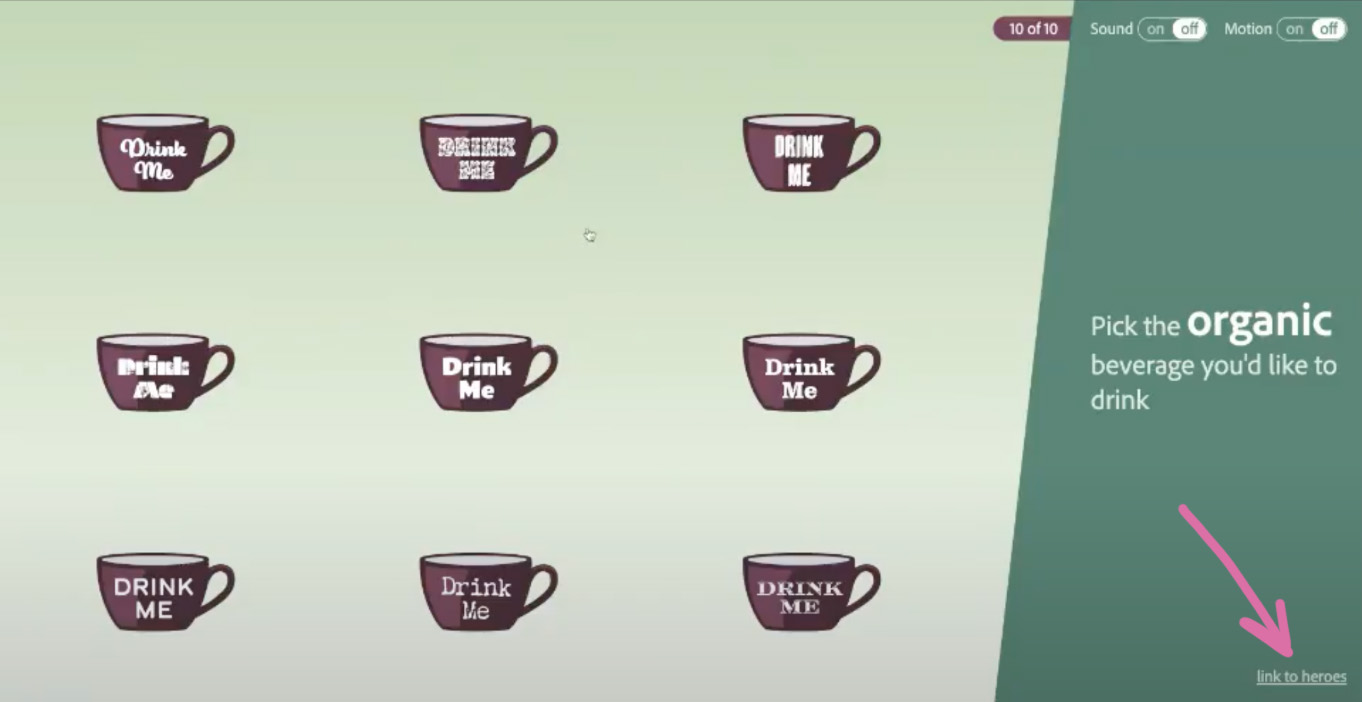 10 of 10
Sound on off
Motion on off
Drink
Me
DRINK
ME
DRINK
ME
Drink
Me
Drink
Me
Drink
Me
DRINK
ME
Drink
Me
DRINK
ME
Pick the organic
beverage you'd like to
drink
link to heroes